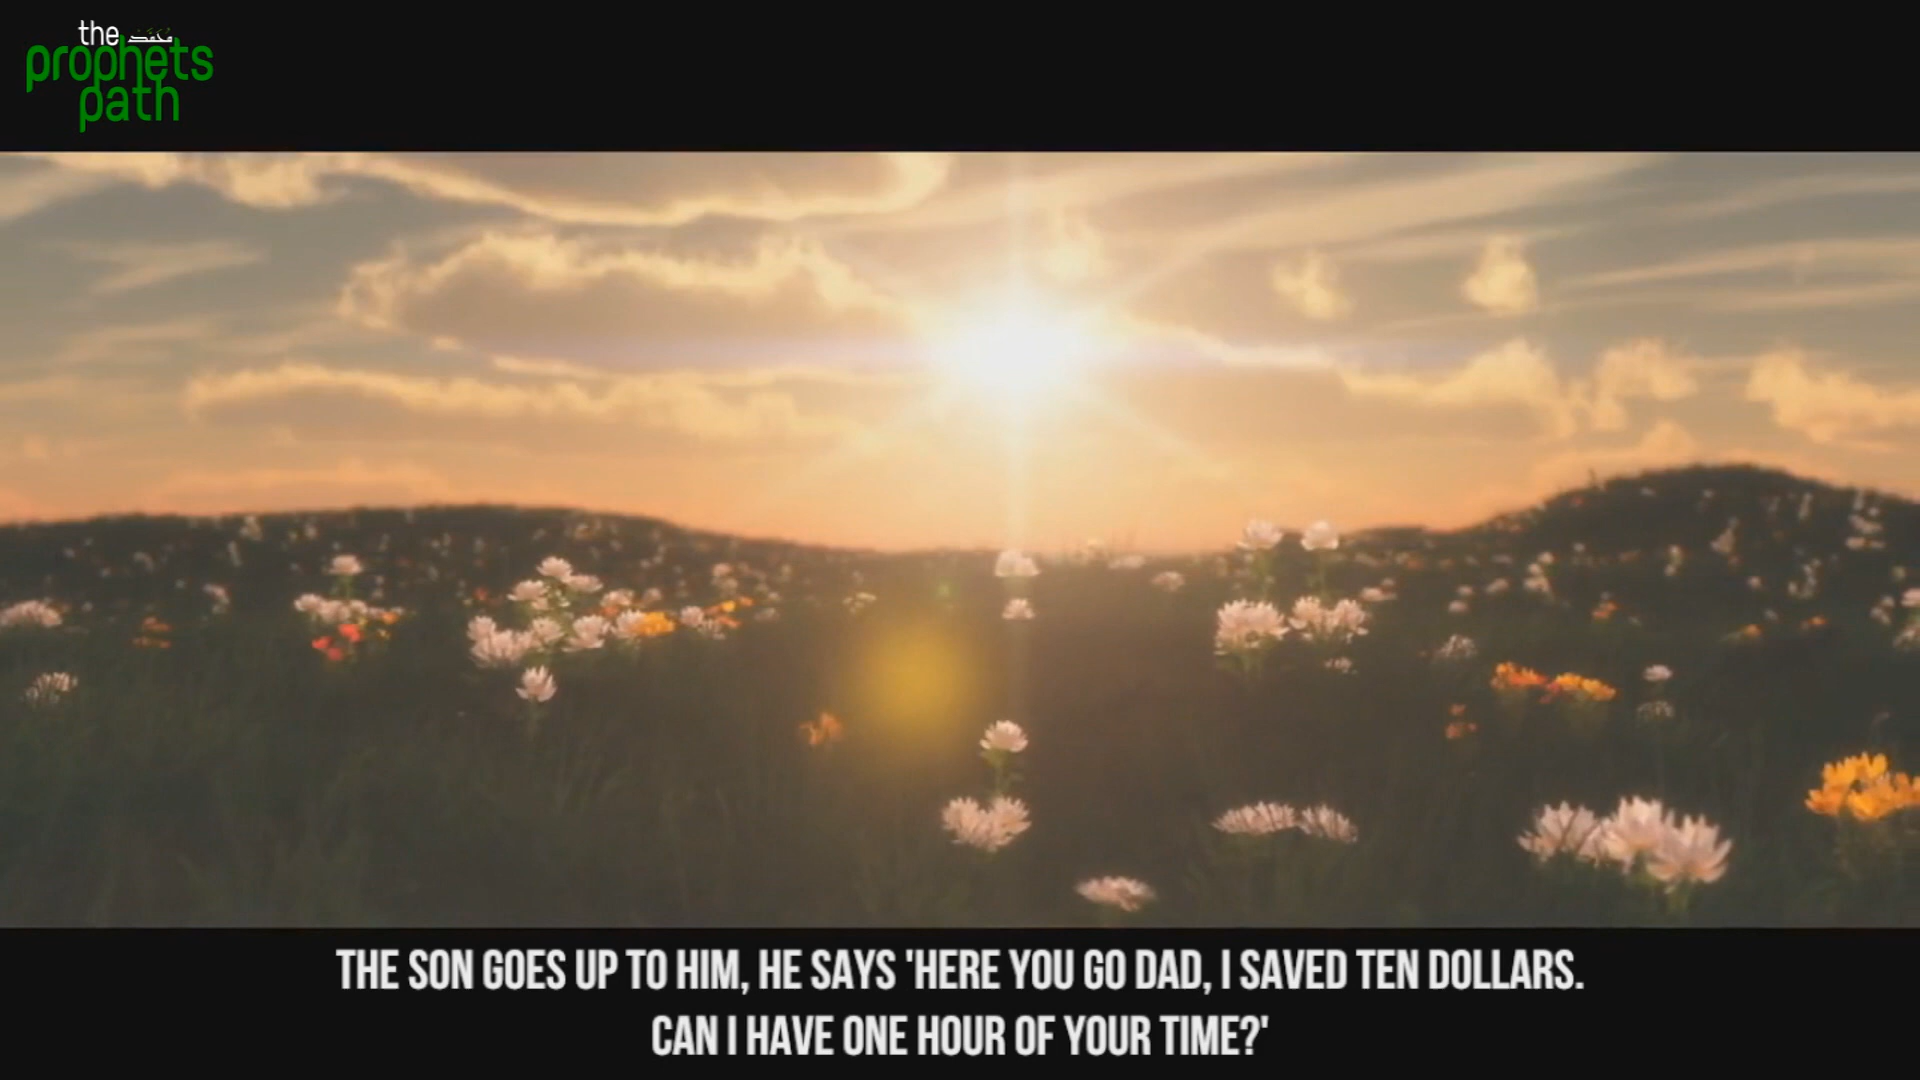 the
prophets
path
THE SON GOES UP TO HIM, HE SAYS 'HERE YOU GO DAD, I SAVED TEN DOLLARS.
CAN I HAVE ONE HOUR OF YOUR TIME?'